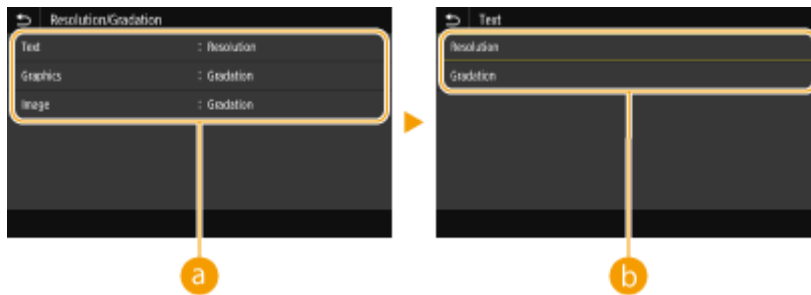 Resolution/Gradation
Text : Resolution
Graphics : Gradation
Image : Gradation
a
Text
Resolution
Gradation
b